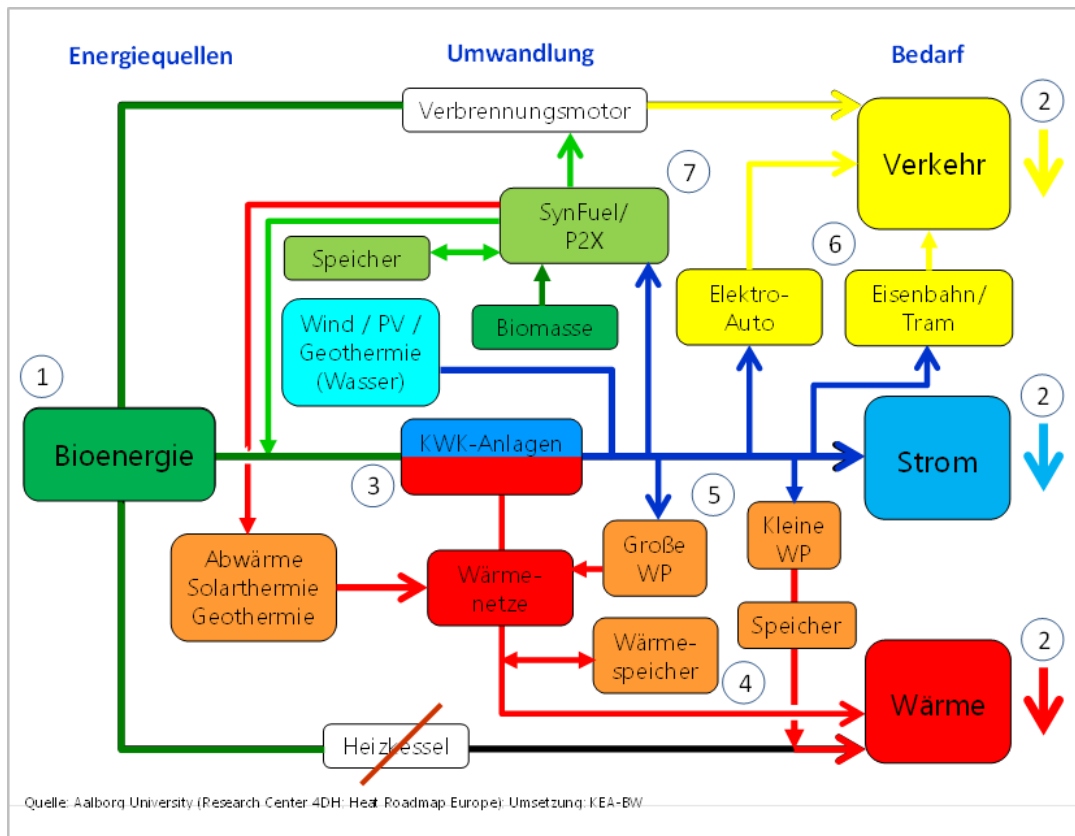 Energiequellen
Umwandlung
Bedarf
Verbrennungsmotor
2
Verkehr
7
SynFuel/
P2X
6
Speicher
Elektro-
Auto
Eisenbahn/
Tram
Wind / PV /
Geothermie
(Wasser)
Biomasse
1
2
Bioenergie
KWK-Anlagen
Strom
3
5
Kleine
WP
Große
WP
Abwärme
Solarthermie
Geothermie
Wärme-
netze
Speicher
Wärme-
speicher
4
2
Wärme
Heizkessel
Quelle: Aalborg University (Research Center 4DH; Heat Roadmap Europe); Umsetzung: KEA-BW